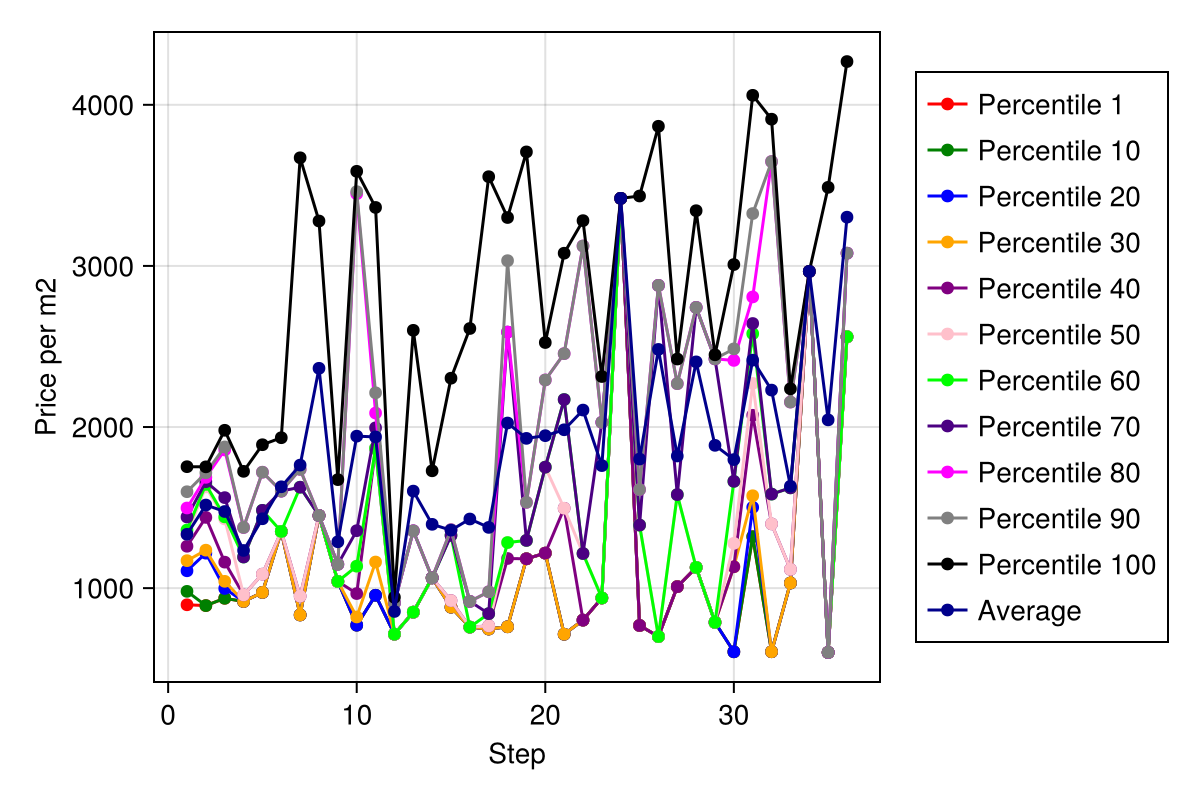 4000
3000
2000
1000
Price per m2
0
10
20
30
Step
Percentile 1
Percentile 10
Percentile 20
Percentile 30
Percentile 40
Percentile 50
Percentile 60
Percentile 70
Percentile 80
Percentile 90
Percentile 100
Average